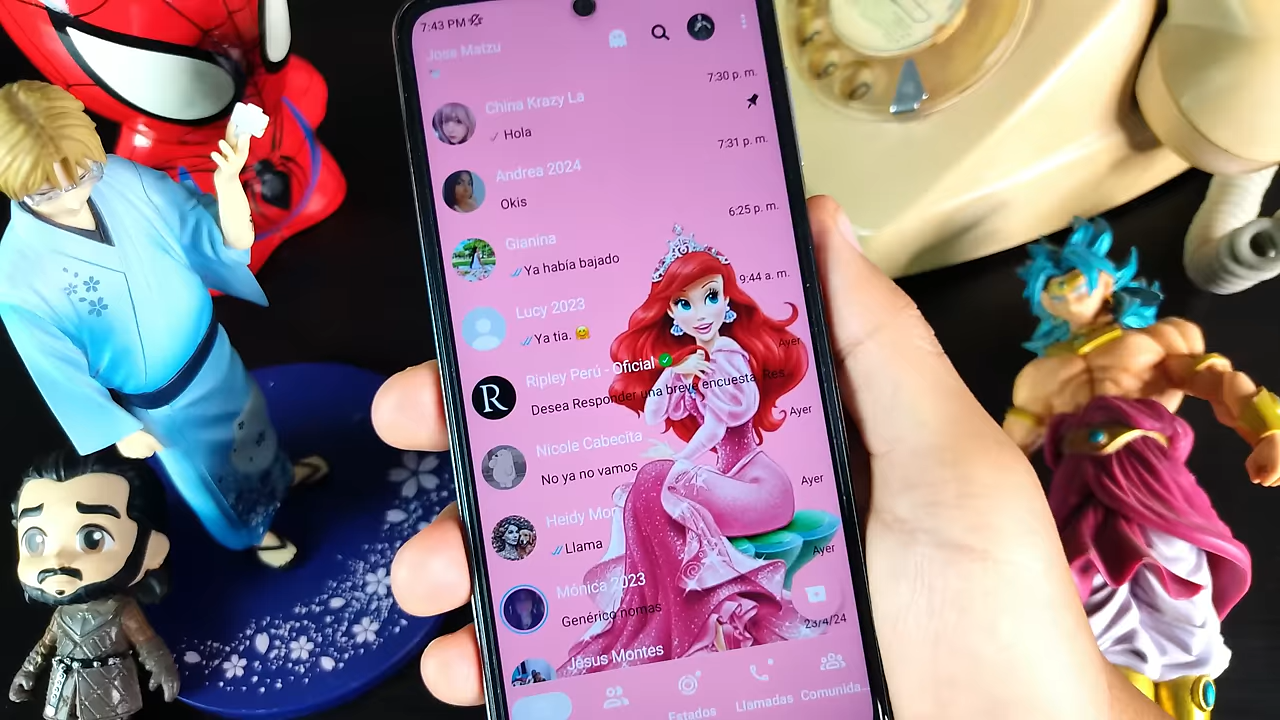 7:43 PM
Josa Matzu
China Krazy La
7:30 p. m.
✓ Hola
Andrea 2024
7:31 p. m.
Okis
Gianina
6:25 p. m.
Ya había bajado
Lucy 2023
9:44 a. m.
Ya tia. 🤗
Ripley Perú - Oficial
Ayer
R
Desea Responder una breve encuesta Res...
Nicole Cabecita
Ayer
No ya no vamos
Heidy Mo
Ayer
Llama
Mónica 2023
Ayer
Genérico nomas
Jesus Montes
23/4/24
Estados
Llamadas
Comunida...